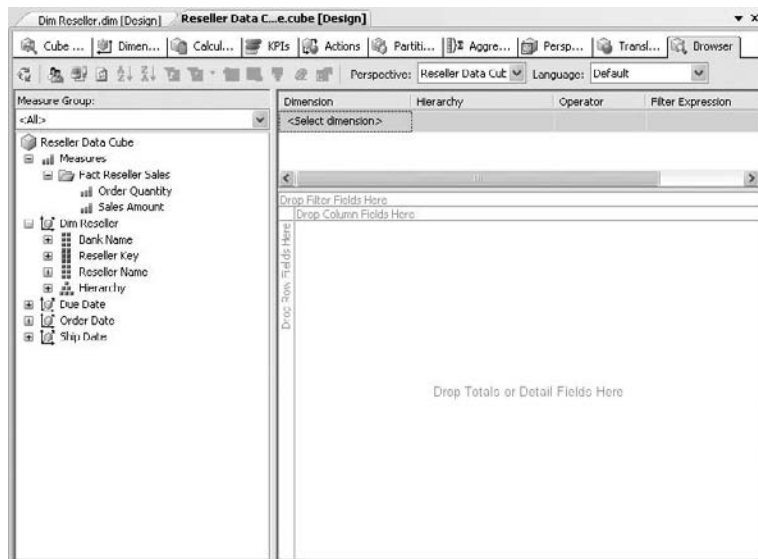 Dim Reseller.dim [Design] Reseller Data C...e.cube [Design]
Cube ... Dimen... Calcul... KPIs Actions Partiti... Aggre... Persp... Transl... Browser
Perspective: Reseller Data Cub Language: Default
Measure Group:
<All>
Reseller Data Cube
Measures
Fact Reseller Sales
Order Quantity
Sales Amount
Dim Reseller
Bank Name
Reseller Key
Reseller Name
Hierarchy
Due Date
Order Date
Ship Date
Dimension Hierarchy Operator Filter Expression
<Select dimension>
Drop Filter Fields Here
Drop Column Fields Here
Drop Row Fields Here
Drop Totals or Detail Fields Here